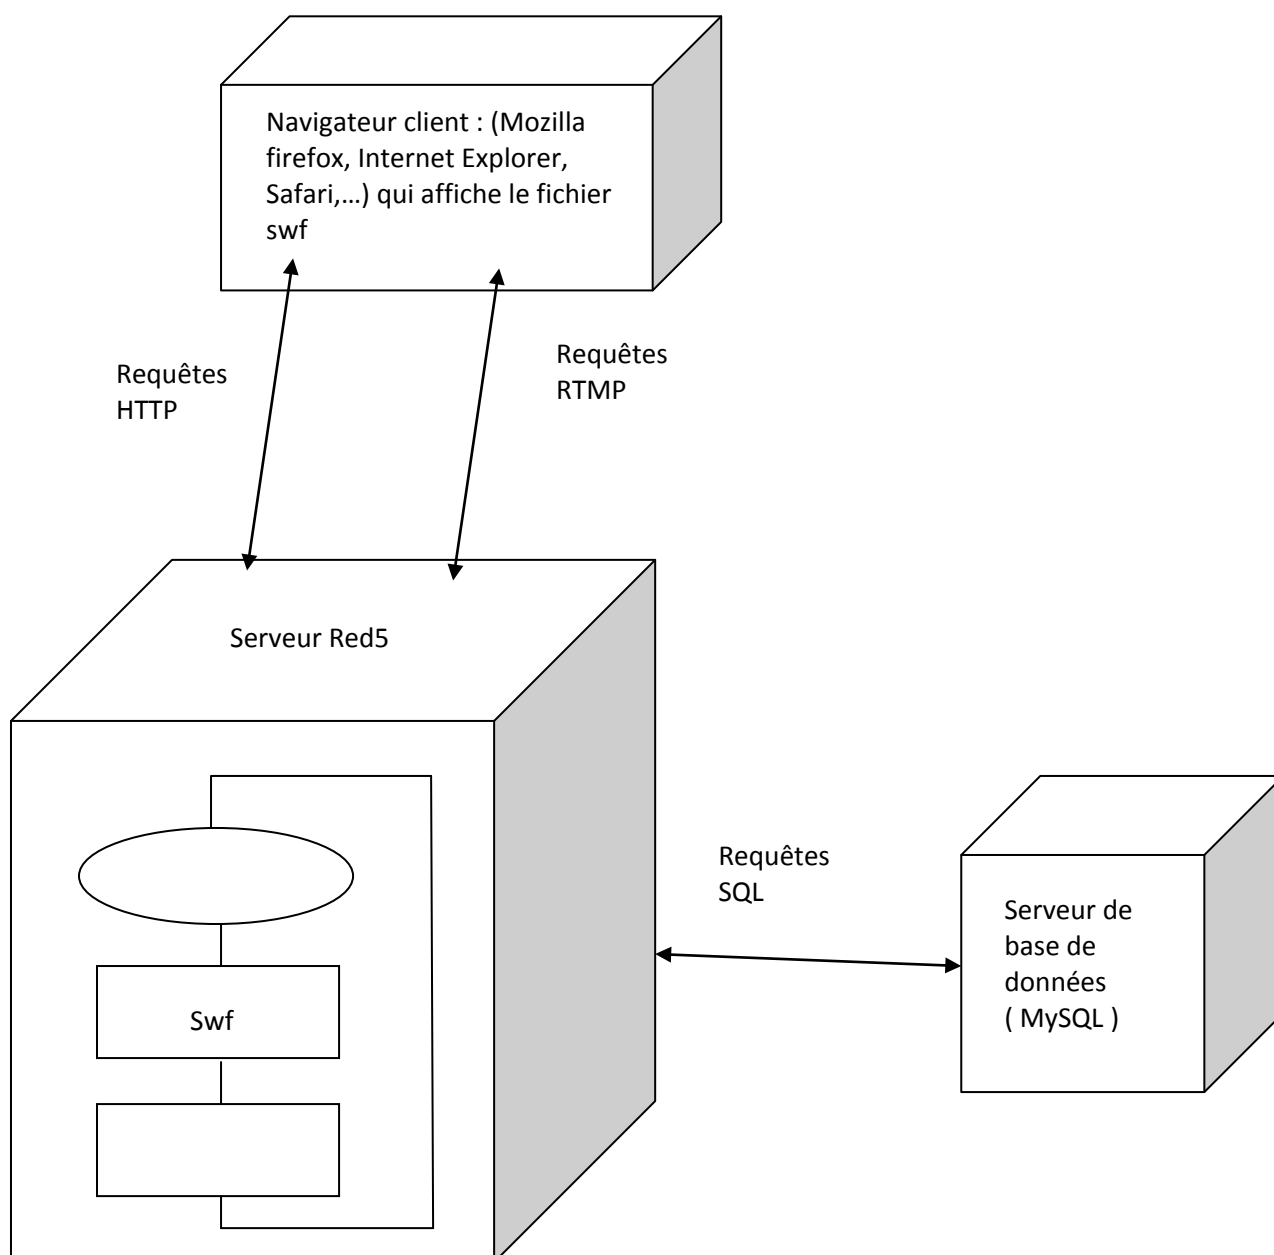 Navigateur client : (Mozilla
firefox, Internet Explorer,
Safari,...) qui affiche le fichier
swf
Requêtes
HTTP
Requêtes
RTMP
Serveur Red5
Requêtes
SQL
Serveur de
base de
données
( MySQL )
Swf